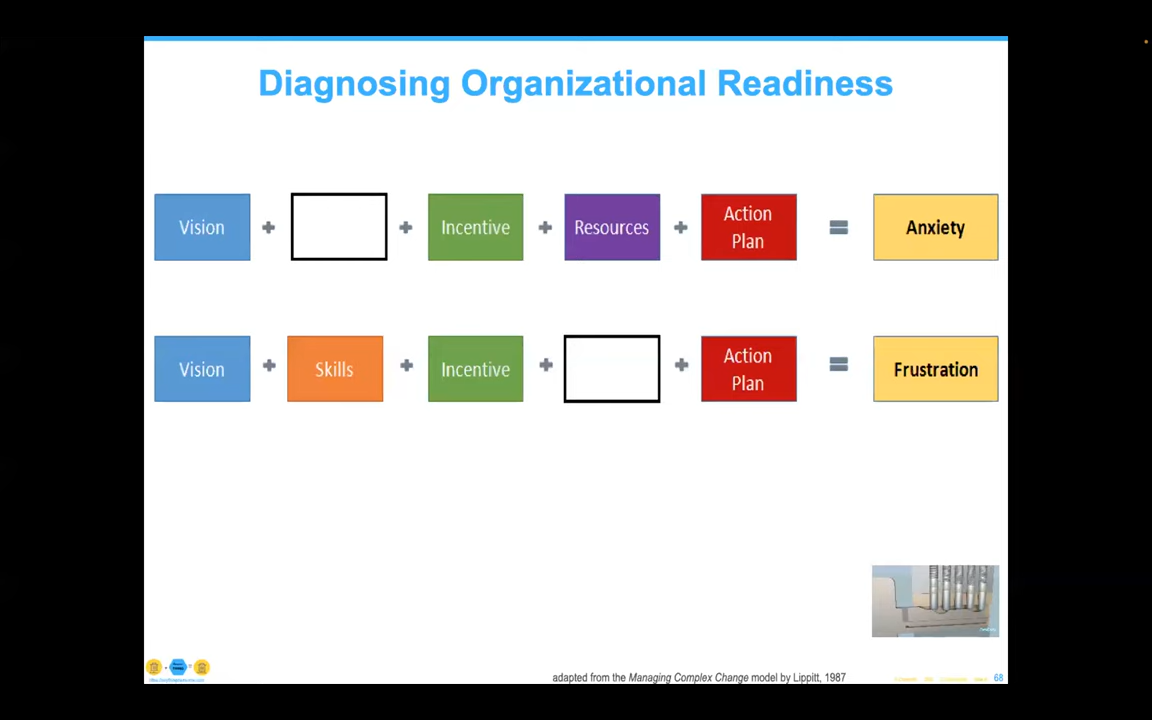 Diagnosing Organizational Readiness
Vision + + Incentive + Resources + Action Plan = Anxiety
Vision + Skills + Incentive + + Action Plan = Frustration
adapted from the Managing Complex Change model by Lippitt, 1987
68